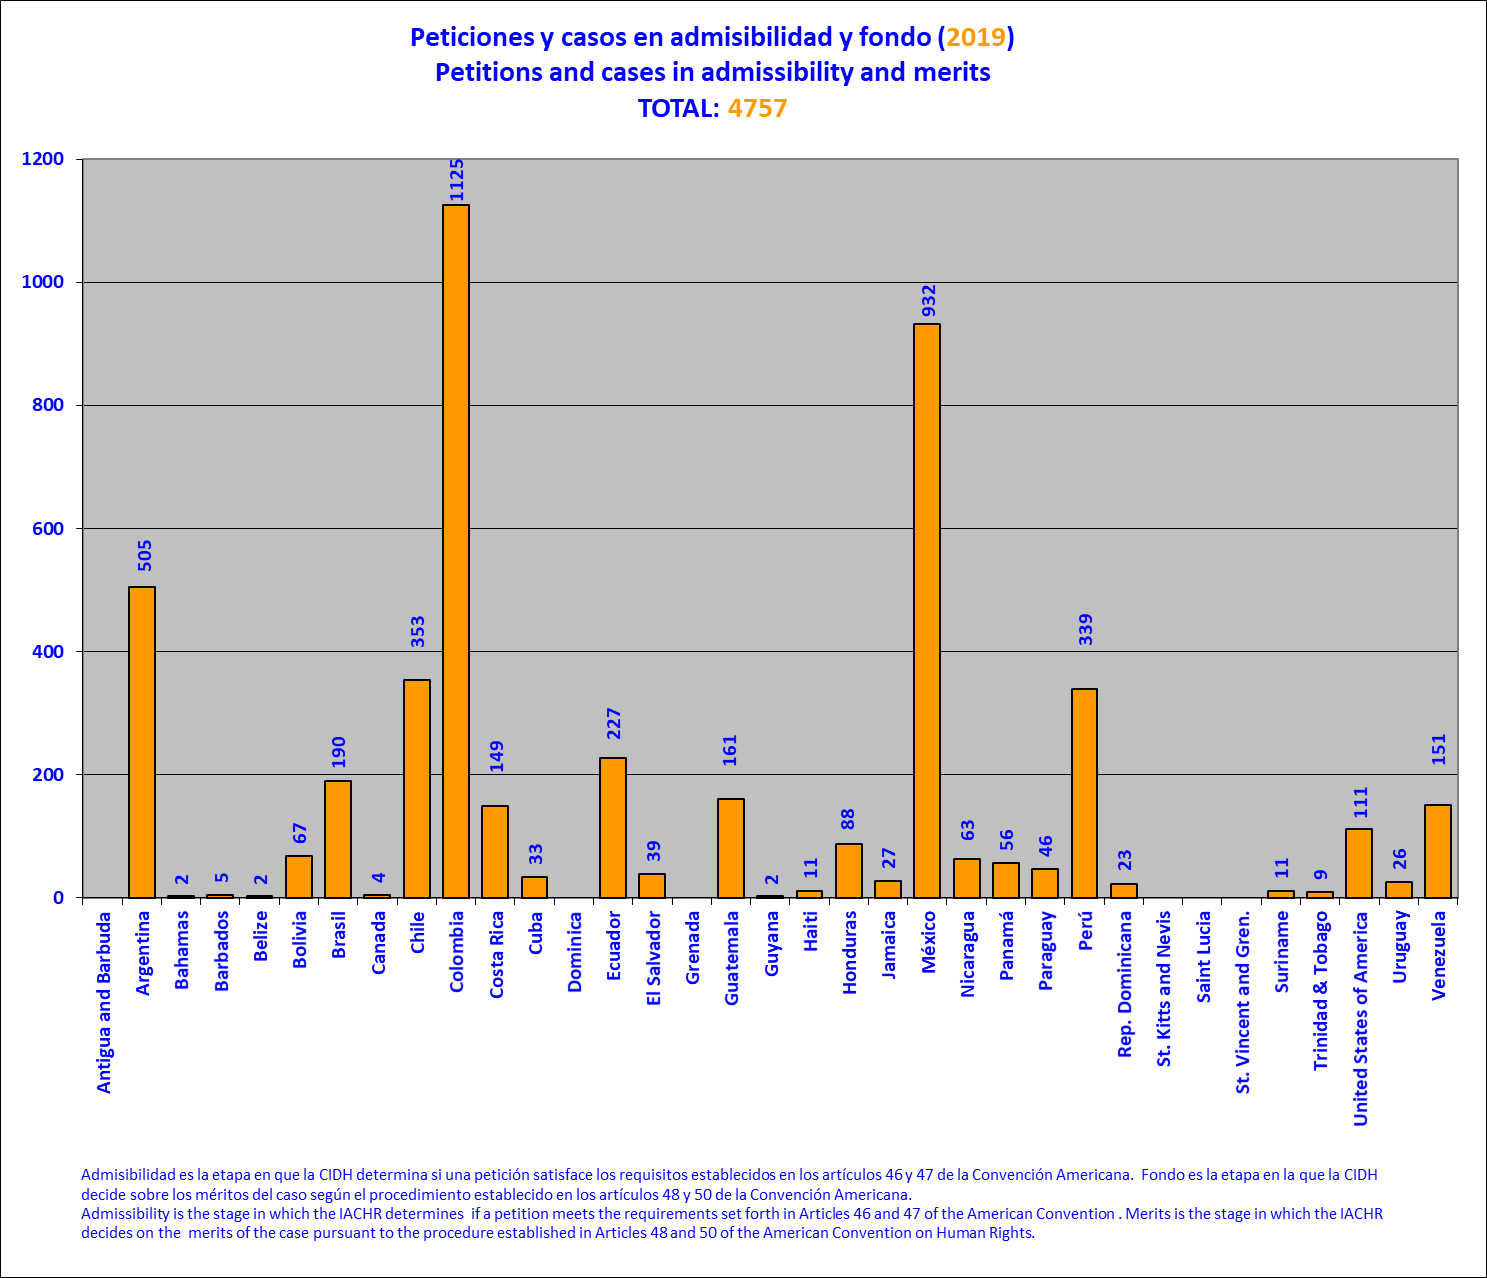 Peticiones y casos en admisibilidad y fondo (2019)
Petitions and cases in admissibility and merits
TOTAL: 4757
1200
1000
800
600
400
200
0
505
2
5
2
67
190
4
353
1125
149
33
227
39
161
2
11
88
27
932
63
56
46
339
23
11
9
111
26
151
Antigua and Barbuda
Argentina
Bahamas
Barbados
Belize
Bolivia
Brasil
Canada
Chile
Colombia
Costa Rica
Cuba
Dominica
Ecuador
El Salvador
Grenada
Guatemala
Guyana
Haiti
Honduras
Jamaica
México
Nicaragua
Panamá
Paraguay
Perú
Rep. Dominicana
St. Kitts and Nevis
Saint Lucia
St. Vincent and Gren.
Suriname
Trinidad & Tobago
United States of America
Uruguay
Venezuela
Admisibilidad es la etapa en que la CIDH determina si una petición satisface los requisitos establecidos en los artículos 46 y 47 de la Convención Americana. Fondo es la etapa en la que la CIDH
decide sobre los méritos del caso según el procedimiento establecido en los artículos 48 y 50 de la Convención Americana.
Admissibility is the stage in which the IACHR determines if a petition meets the requirements set forth in Articles 46 and 47 of the American Convention . Merits is the stage in which the IACHR
decides on the merits of the case pursuant to the procedure established in Articles 48 and 50 of the American Convention on Human Rights.